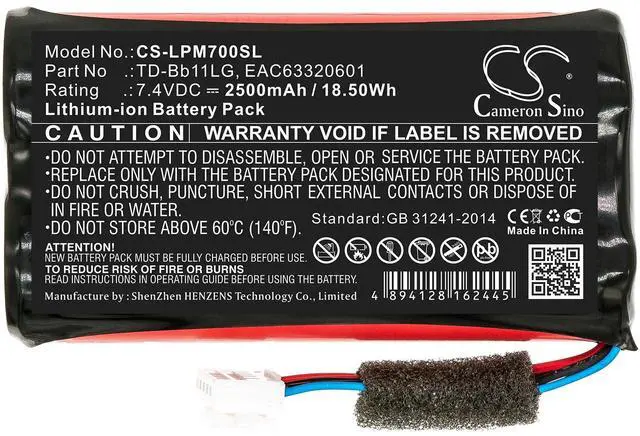 Model No.: CS-LPM700SL
Part No : TD-Bb11LG, EAC63320601
Rating : 7.4VDC ⎓ 2500mAh / 18.50Wh
Lithium-ion Battery Pack
CS
Cameron Sino
CAUTION WARRANTY VOID IF LABEL IS REMOVED
•DO NOT ATTEMPT TO DISASSEMBLE, OPEN OR SERVICE THE BATTERY PACK.
•REPLACE ONLY WITH THE BATTERY PACK DESIGNATED FOR THIS PRODUCT.
•DO NOT CRUSH, PUNCTURE, SHORT EXTERNAL CONTACTS OR DISPOSE OF
IN FIRE OR WATER.
•DO NOT STORE ABOVE 60°C (140°F).
Standard:GB 31241-2014
CE
Made In China
ATTENTION!
NEW BATTERY PACK MUST BE FULLY CHARGED BEFORE USE.
TO REDUCE RISK OF FIRE OR BURNS
READ INSTRUCTIONS ON CHARGING BATTERY BEFORE USING BATTERY.
Manufacture by : ShenZhen HENZENS Technology Co., Limited
4 894128 162445